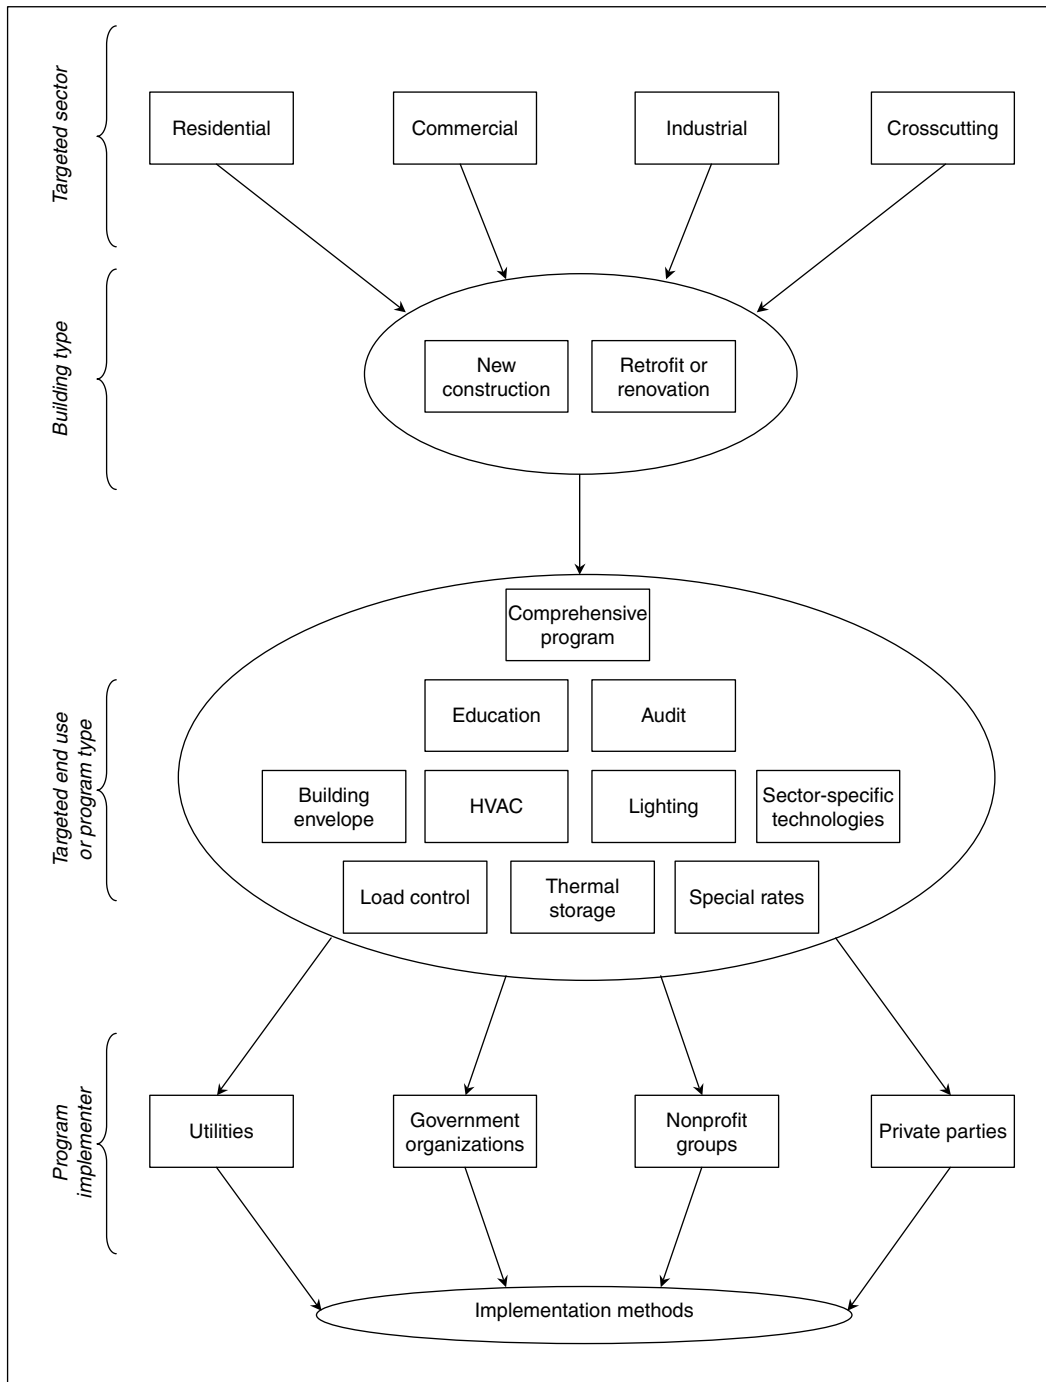 Targeted sector
Residential
Commercial
Industrial
Crosscutting
Building type
New
construction
Retrofit or
renovation
Targeted end use
or program type
Comprehensive
program
Education
Audit
Building
envelope
HVAC
Lighting
Sector-specific
technologies
Load control
Thermal
storage
Special rates
Program
implementer
Utilities
Government
organizations
Nonprofit
groups
Private parties
Implementation methods